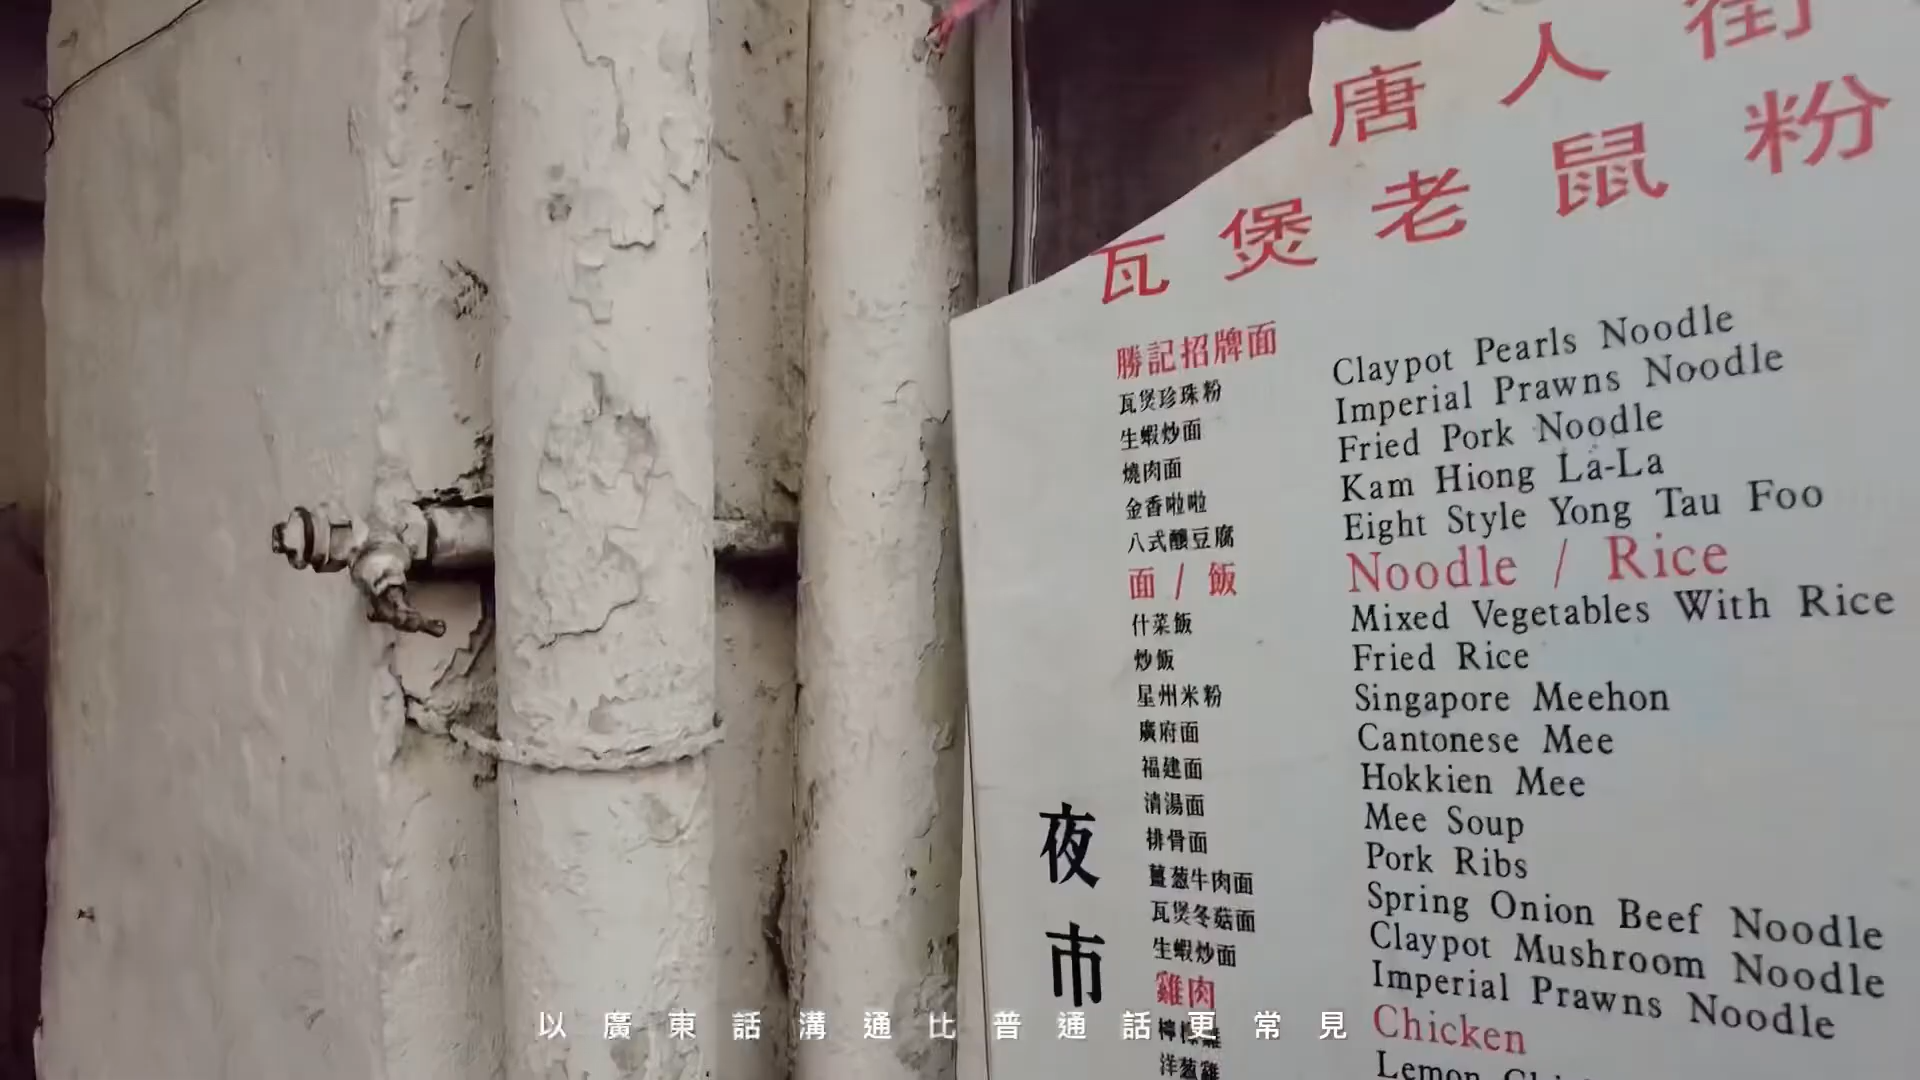 唐人街
瓦煲老鼠粉
勝記招牌面
瓦煲珍珠粉 Claypot Pearls Noodle
生蝦炒面 Imperial Prawns Noodle
燒肉面 Fried Pork Noodle
金香啦啦 Kam Hiong La-La
八式釀豆腐 Eight Style Yong Tau Foo
面 / 飯 Noodle / Rice
什菜飯 Mixed Vegetables With Rice
炒飯 Fried Rice
星州米粉 Singapore Meehon
廣府面 Cantonese Mee
福建面 Hokkien Mee
清湯面 Mee Soup
排骨面 Pork Ribs
薑葱牛肉面 Spring Onion Beef Noodle
瓦煲冬菇面 Claypot Mushroom Noodle
生蝦炒面 Imperial Prawns Noodle
雞肉 Chicken
洋葱雞 Lemon
夜市
以廣東話溝通比普通話更常見